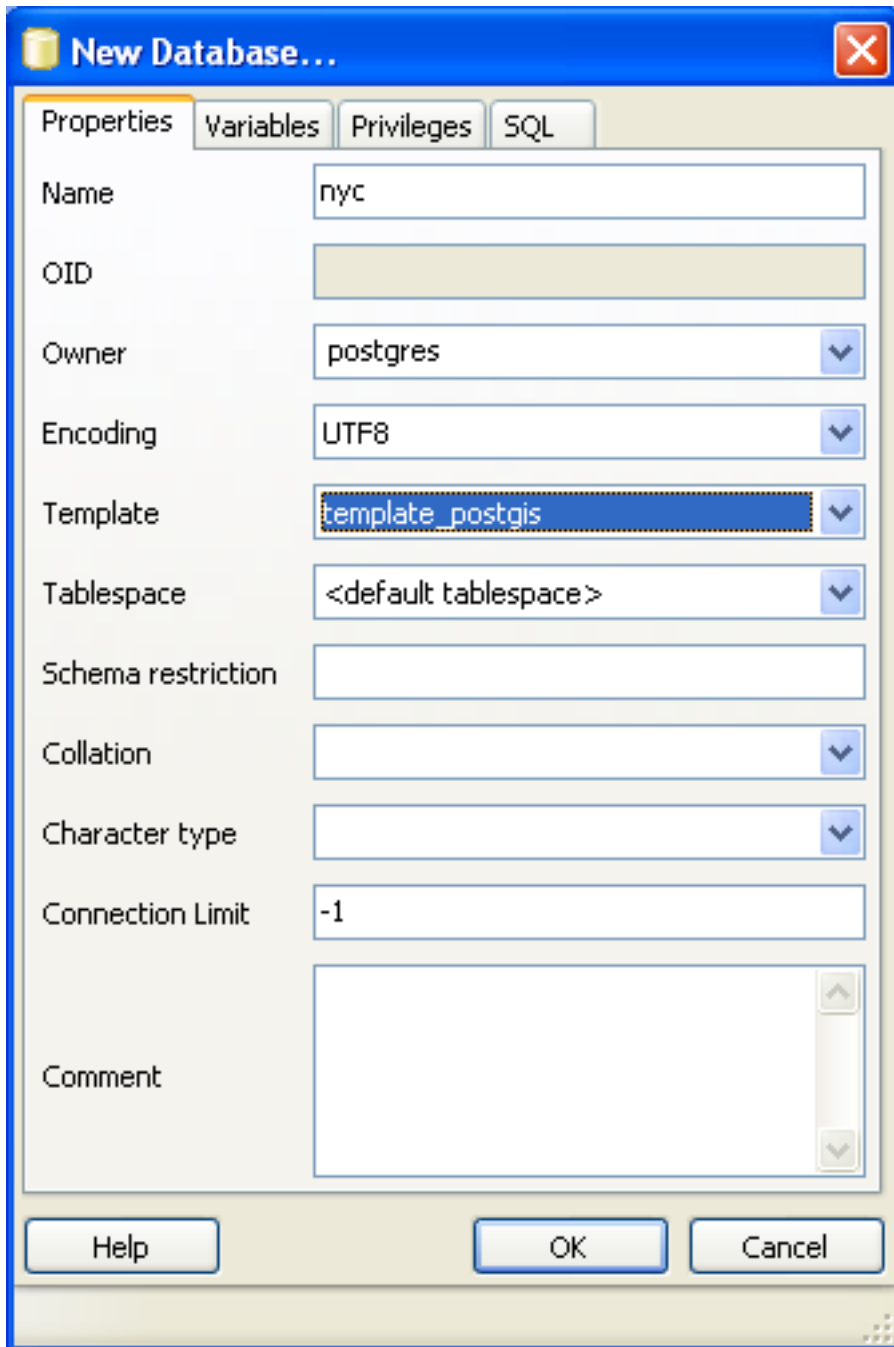 New Database...
Properties Variables Privileges SQL
Name nyc
OID
Owner postgres
Encoding UTF8
Template template_postgis
Tablespace <default tablespace>
Schema restriction
Collation
Character type
Connection Limit -1
Comment
Help OK Cancel